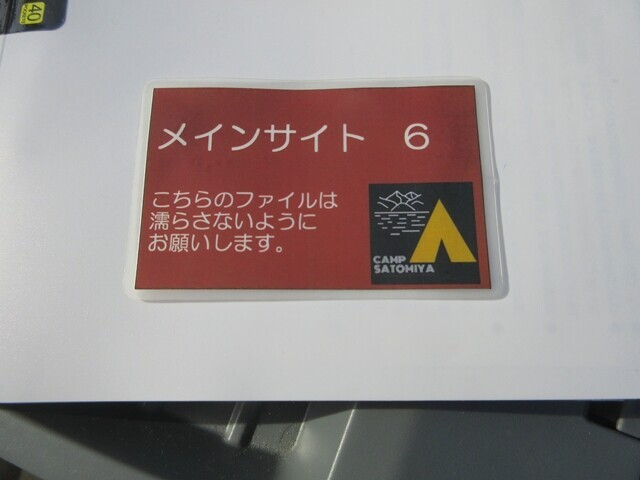 40
メインサイト 6
こちらのファイルは
濡らさないように
お願いします。
CAMP
SATOMIYA